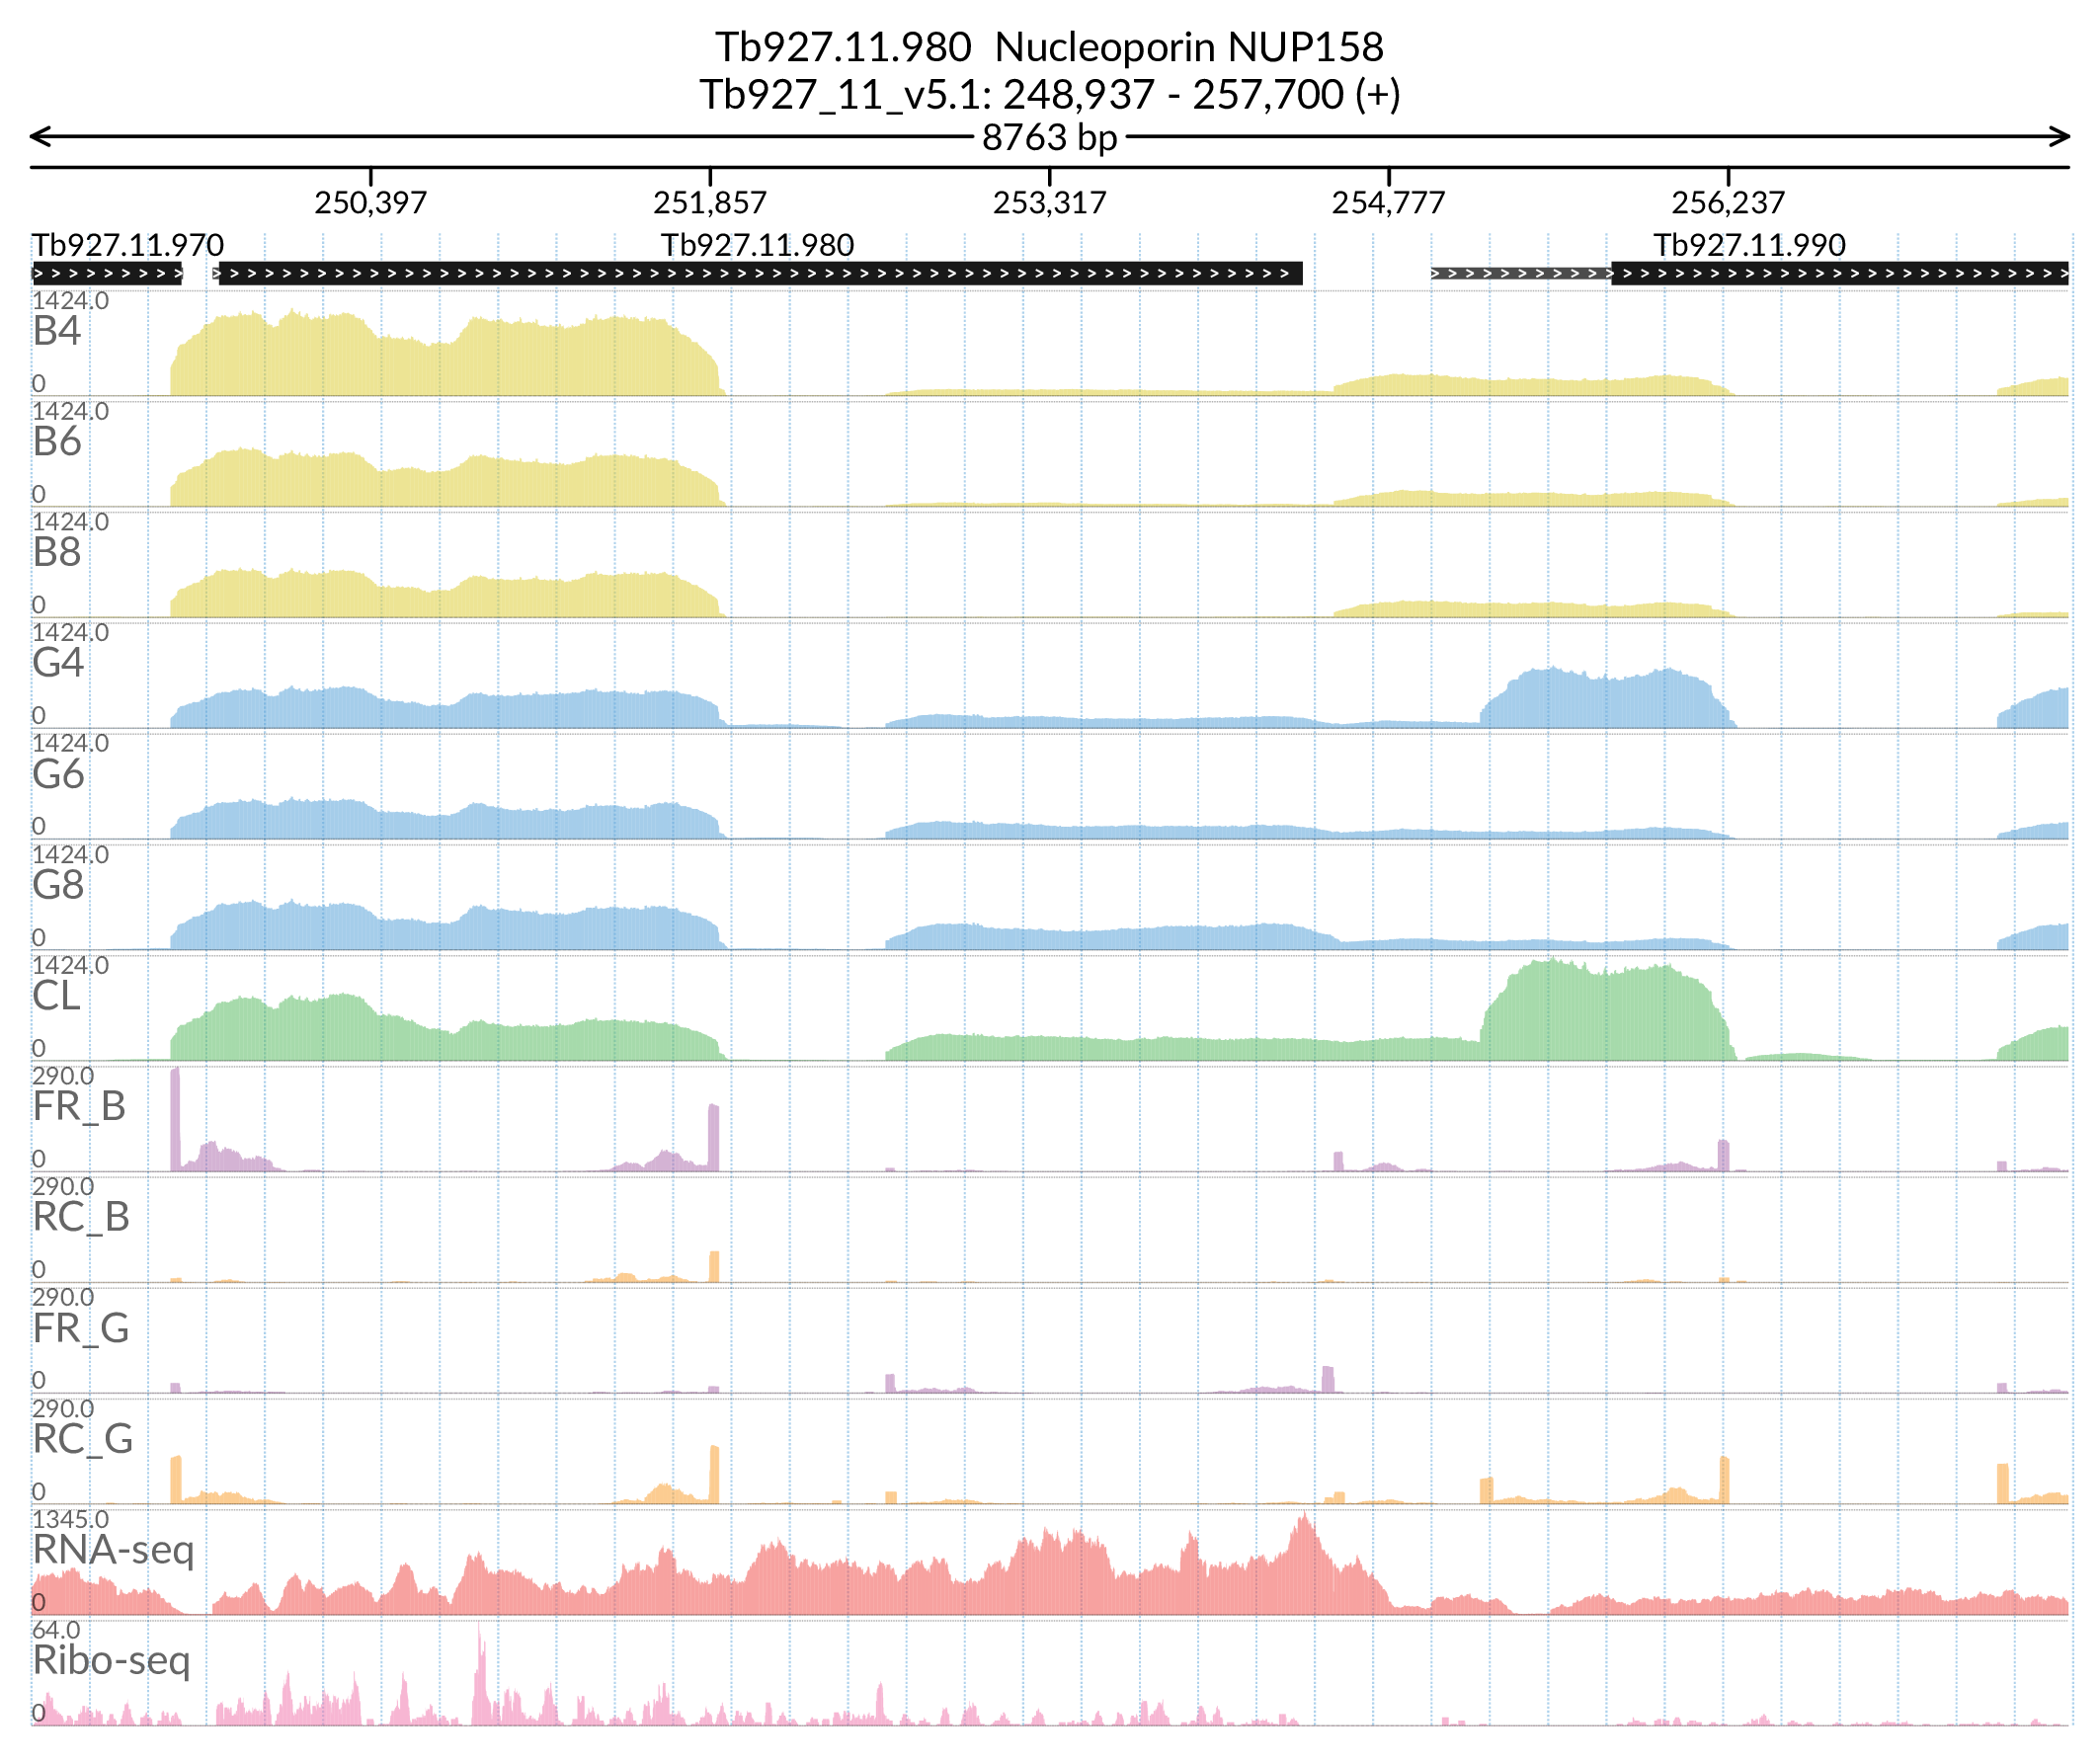 Tb927.11.980 Nucleoporin NUP158
Tb927_11_v5.1: 248,937 - 257,700 (+)
8763 bp
250,397 251,857 253,317 254,777 256,237
Tb927.11.970 Tb927.11.980 Tb927.11.990
1424.0
B4
0
1424.0
B6
0
1424.0
B8
0
1424.0
G4
0
1424.0
G6
0
1424.0
G8
0
1424.0
CL
0
290.0
FR_B
0
290.0
RC_B
0
290.0
FR_G
0
290.0
RC_G
0
1345.0
RNA-seq
0
64.0
Ribo-seq
0